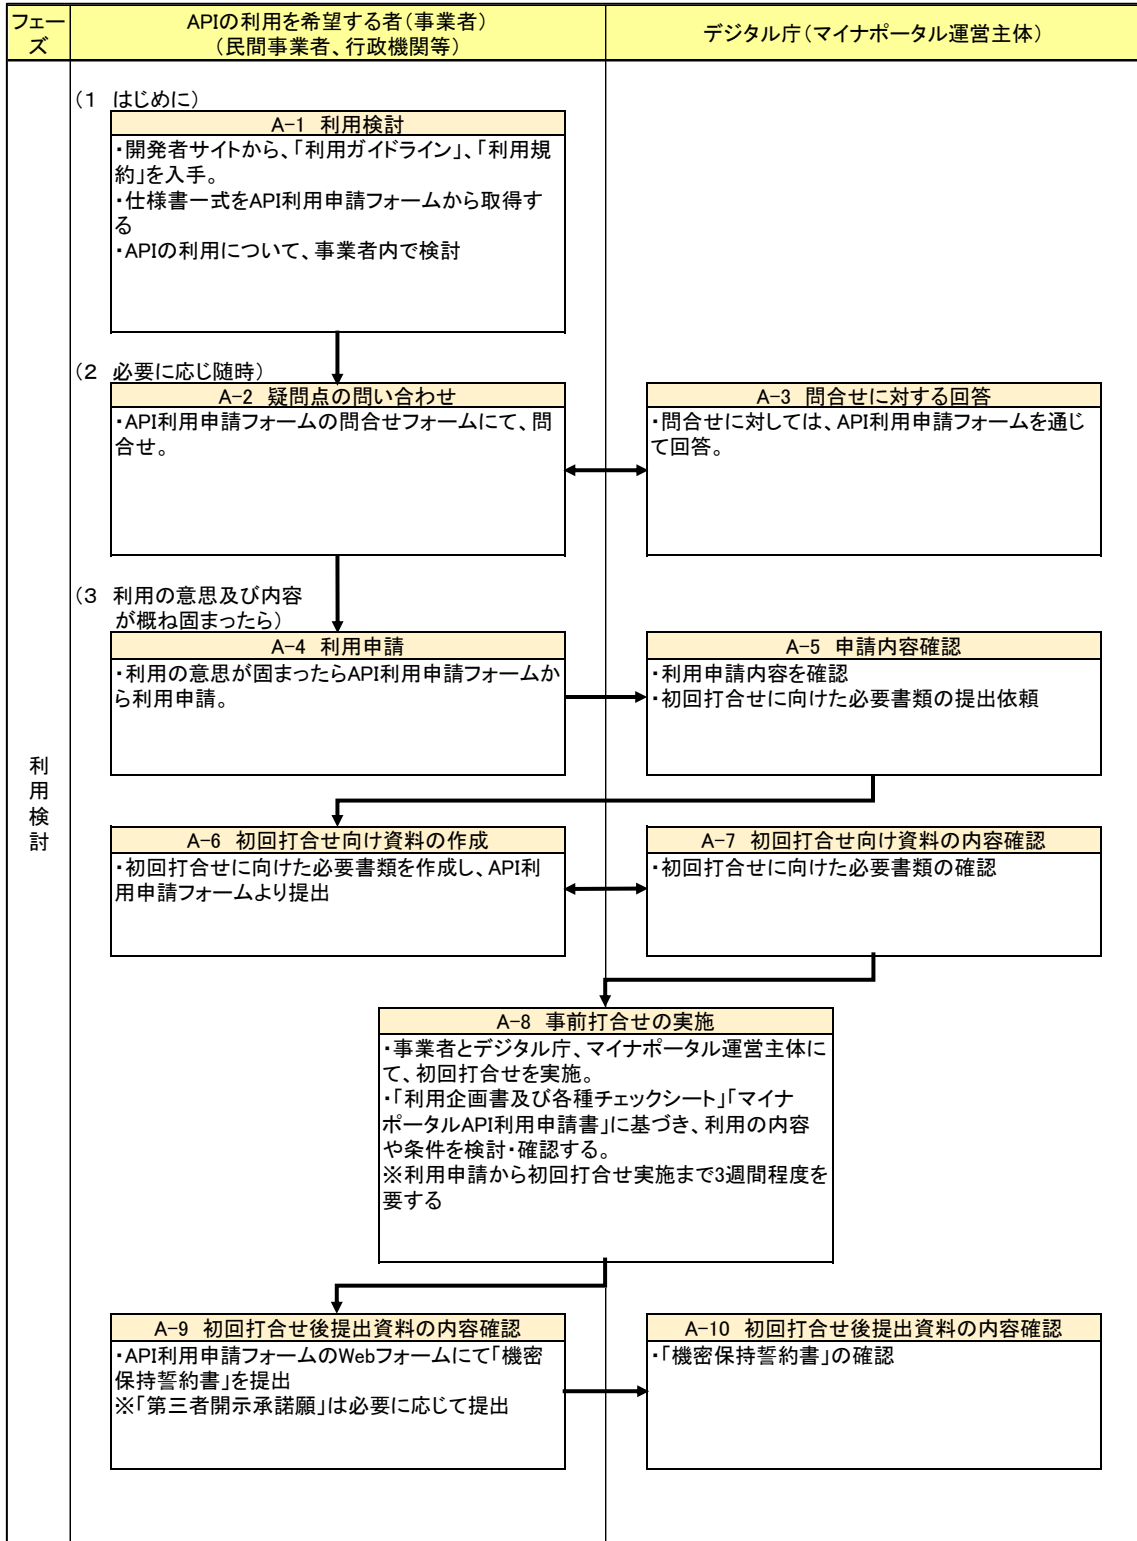 フェー
ズ
APIの利用を希望する者（事業者）
（民間事業者、行政機関等）
デジタル庁（マイナポータル運営主体）
（１　はじめに）
A-1　利用検討
・開発者サイトから、「利用ガイドライン」、「利用規
約」を入手。
・仕様書一式をAPI利用申請フォームから取得す
る
・APIの利用について、事業者内で検討
（２　必要に応じ随時）
A-2　疑問点の問い合わせ
・API利用申請フォームの問合せフォームにて、問
合せ。
A-3　問合せに対する回答
・問合せに対しては、API利用申請フォームを通じ
て回答。
（３　利用の意思及び内容
が概ね固まったら）
A-4　利用申請
・利用の意思が固まったらAPI利用申請フォームか
ら利用申請。
A-5　申請内容確認
・利用申請内容を確認
・初回打合せに向けた必要書類の提出依頼
利
用
検
討
A-6　初回打合せ向け資料の作成
・初回打合せに向けた必要書類を作成し、API利
用申請フォームより提出
A-7　初回打合せ向け資料の内容確認
・初回打合せに向けた必要書類の確認
A-8　事前打合せの実施
・事業者とデジタル庁、マイナポータル運営主体に
て、初回打合せを実施。
・「利用企画書及び各種チェックシート」「マイナ
ポータルAPI利用申請書」に基づき、利用の内容
や条件を検討・確認する。
※利用申請から初回打合せ実施まで3週間程度を
要する
A-9　初回打合せ後提出資料の内容確認
・API利用申請フォームのWebフォームにて「機密
保持誓約書」を提出
※「第三者開示承諾願」は必要に応じて提出
A-10　初回打合せ後提出資料の内容確認
・「機密保持誓約書」の確認